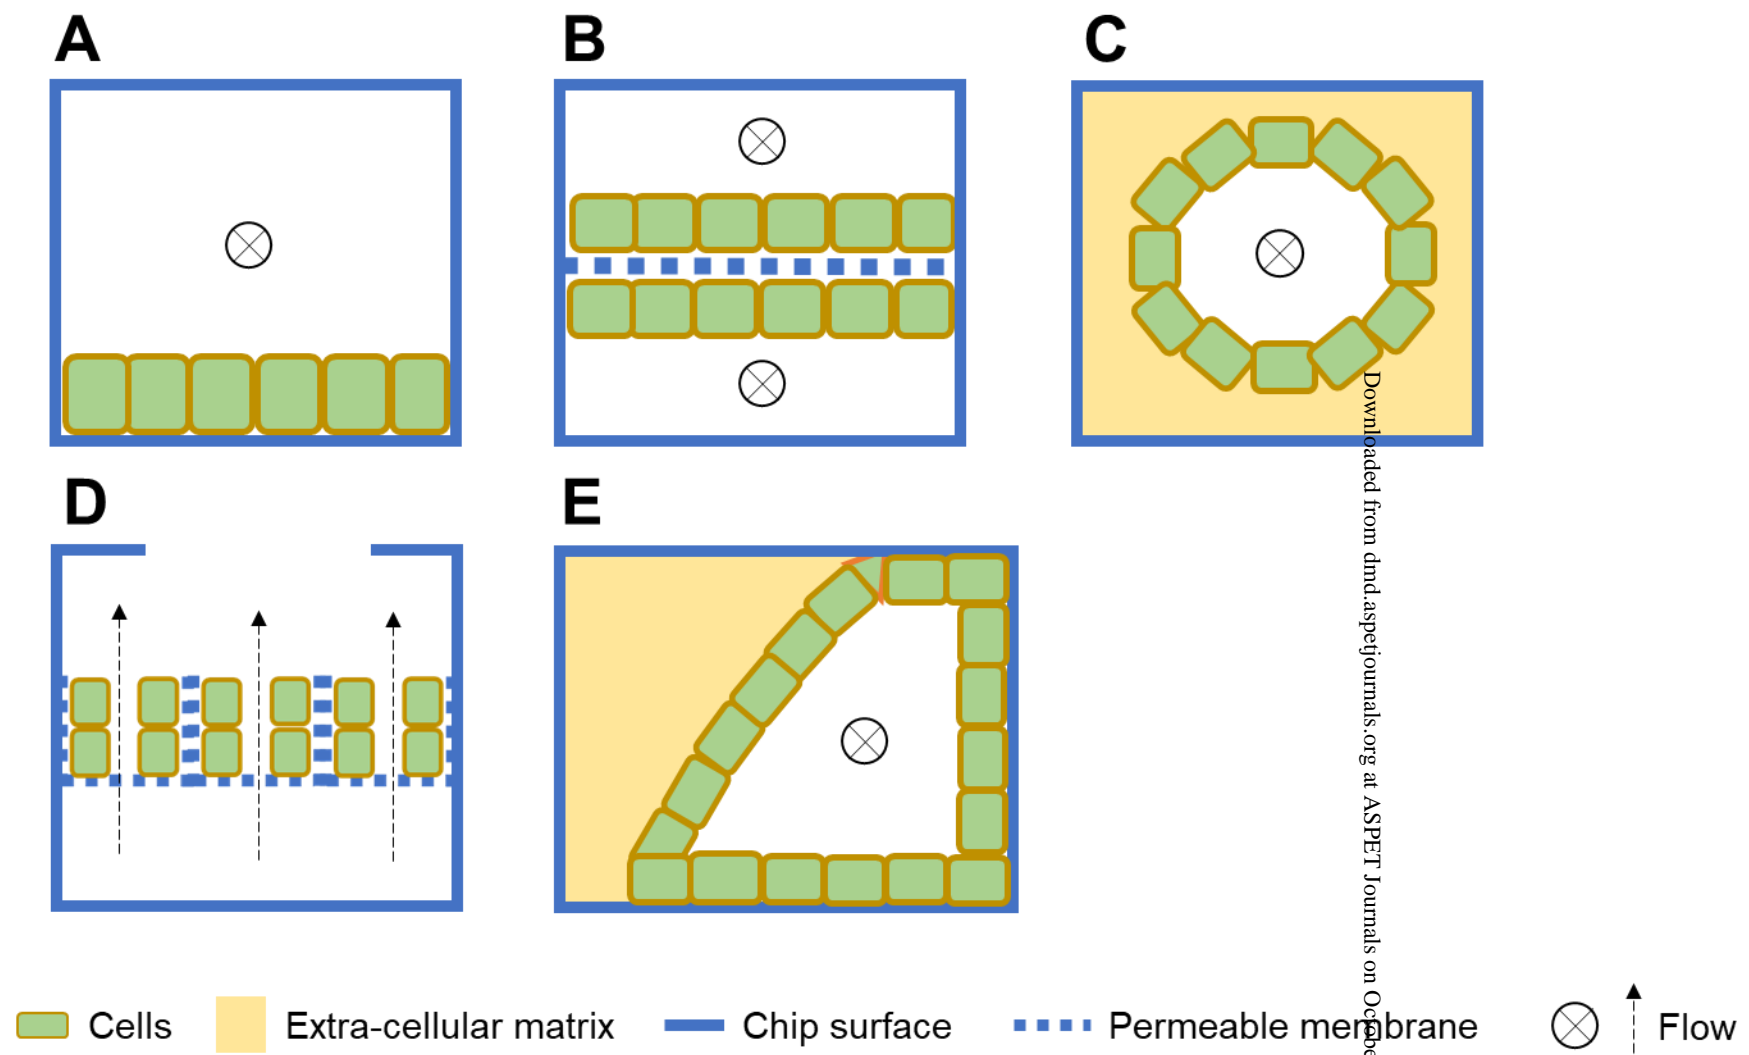 A
B
C
D
E
Cells
Extra-cellular matrix
Chip surface
Permeable membrane
Flow
Downloaded from dmd.aspetjournals.org at ASPET Journals on